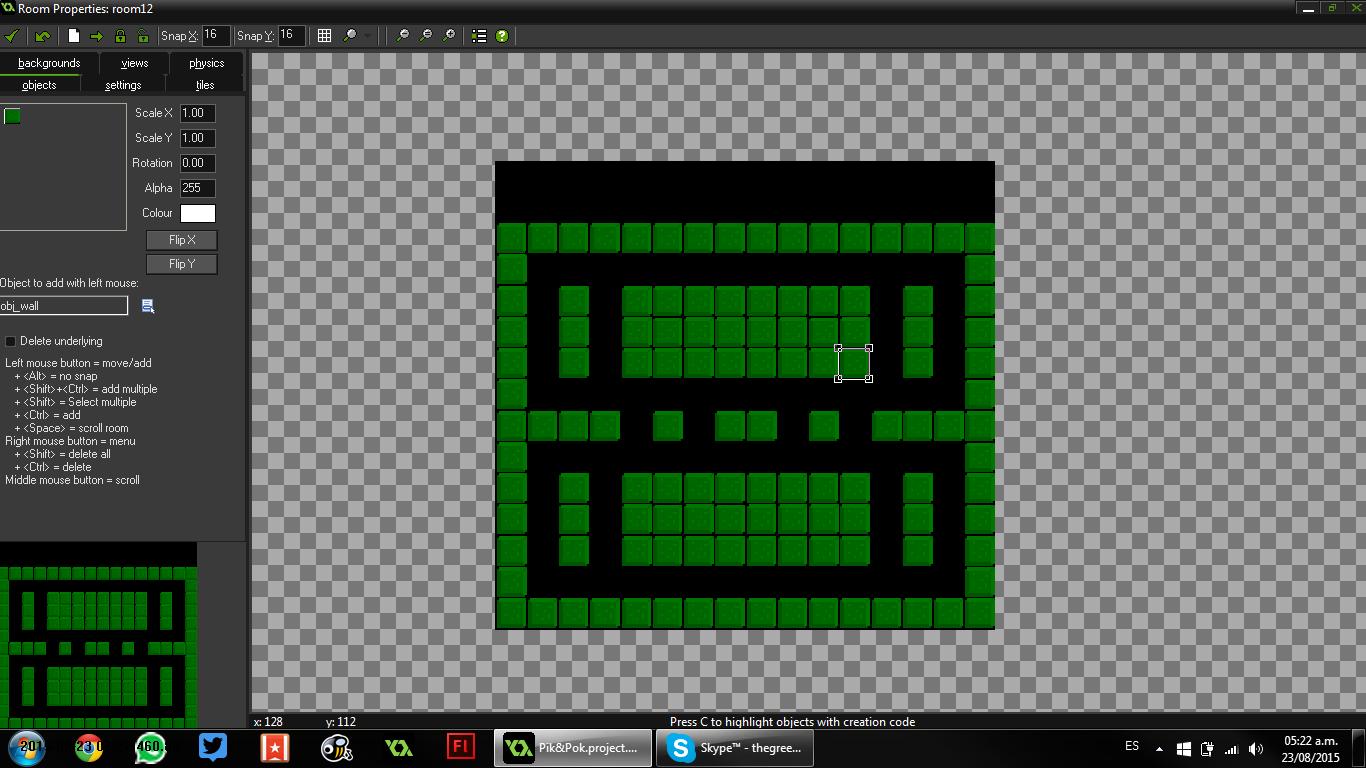 Room Properties: room12
Snap X: 16 Snap Y: 16
backgrounds views physics
objects settings tiles
Scale X 1.00
Scale Y 1.00
Rotation 0.00
Alpha 255
Colour
Flip X
Flip Y
Object to add with left mouse:
obj_wall
Delete underlying
Left mouse button = move/add
+ <Alt> = no snap
+ <Shift>+<Ctrl> = add multiple
+ <Shift> = Select multiple
+ <Ctrl> = add
+ <Space> = scroll room
Right mouse button = menu
+ <Shift> = delete all
+ <Ctrl> = delete
Middle mouse button = scroll
x: 128 y: 112 Press C to highlight objects with creation code
Fl Pik&Pok.project.... Skype™ - thegree... ES 05:22 a.m.
23/08/2015